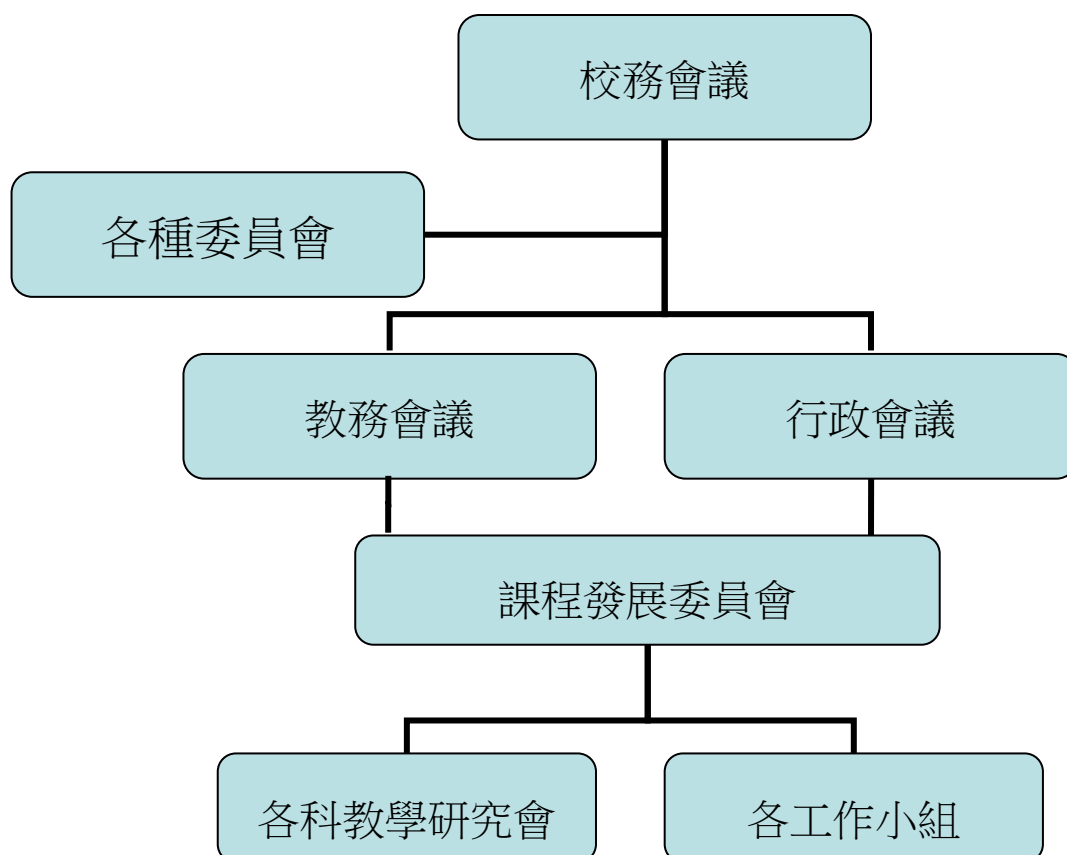 校務會議
各種委員會
教務會議
行政會議
課程發展委員會
各科教學研究會
各工作小組